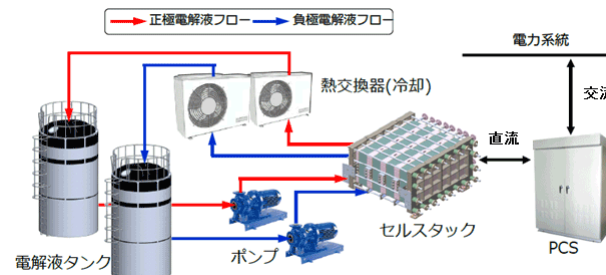 正極電解液フロー
負極電解液フロー
電力系統
熱交換器(冷却)
交流
直流
電解液タンク
ポンプ
セルスタック
PCS